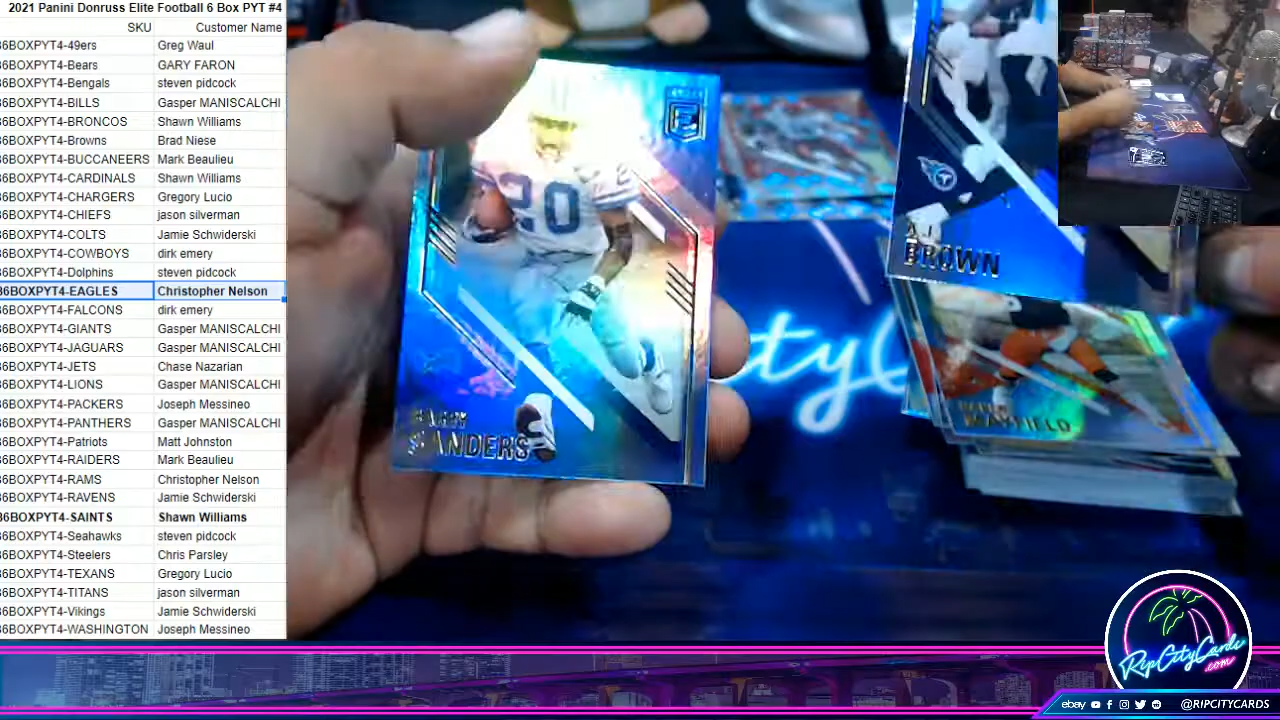 2021 Panini Donruss Elite Football 6 Box PYT #4
SKU Customer Name
6BOXPYT4-49ers Greg Waul
6BOXPYT4-Bears GARY FARON
6BOXPYT4-Bengals steven pidcock
6BOXPYT4-BILLS Gasper MANISCALCHI
6BOXPYT4-BRONCOS Shawn Williams
6BOXPYT4-Browns Brad Niese
6BOXPYT4-BUCCANEERS Mark Beaulieu
6BOXPYT4-CARDINALS Shawn Williams
6BOXPYT4-CHARGERS Gregory Lucio
6BOXPYT4-CHIEFS jason silverman
6BOXPYT4-COLTS Jamie Schwiderski
6BOXPYT4-COWBOYS dirk emery
6BOXPYT4-Dolphins steven pidcock
6BOXPYT4-EAGLES Christopher Nelson
6BOXPYT4-FALCONS dirk emery
6BOXPYT4-GIANTS Gasper MANISCALCHI
6BOXPYT4-JAGUARS Gasper MANISCALCHI
6BOXPYT4-JETS Chase Nazarian
6BOXPYT4-LIONS Gasper MANISCALCHI
6BOXPYT4-PACKERS Joseph Messineo
6BOXPYT4-PANTHERS Gasper MANISCALCHI
6BOXPYT4-Patriots Matt Johnston
6BOXPYT4-RAIDERS Mark Beaulieu
6BOXPYT4-RAMS Christopher Nelson
6BOXPYT4-RAVENS Jamie Schwiderski
6BOXPYT4-SAINTS Shawn Williams
6BOXPYT4-Seahawks steven pidcock
6BOXPYT4-Steelers Chris Parsley
6BOXPYT4-TEXANS Gregory Lucio
6BOXPYT4-TITANS jason silverman
6BOXPYT4-Vikings Jamie Schwiderski
6BOXPYT4-WASHINGTON Joseph Messineo
20
BARRY
SANDERS
A.J.
BROWN
MAYFIELD
ty C
RipCityCards
.com
ebay @RIPCITYCARDS